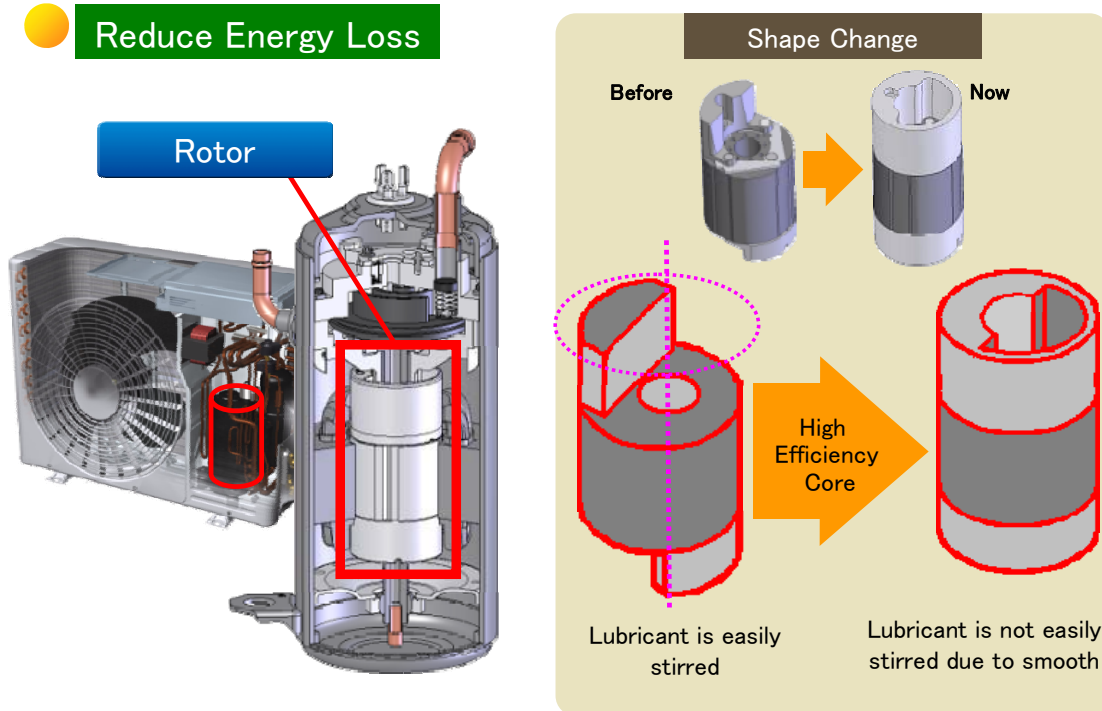 Reduce Energy Loss
Shape Change
Before
Now
Rotor
High
Efficiency
Core
Lubricant is easily
stirred
Lubricant is not easily
stirred due to smooth